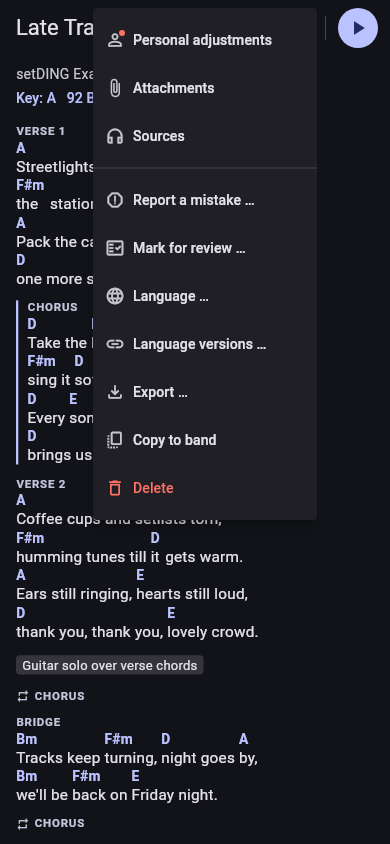 Late Tra
Personal adjustments
Attachments
Sources
Report a mistake …
Mark for review …
Language …
Language versions …
Export …
Copy to band
Delete
setDING Exa
Key: A 92 B
VERSE 1
A
Streetlights
F#m
the station
A
Pack the ca
D
one more s
CHORUS
D
Take the
F#m D
sing it so
D E
Every son
D
brings us
VERSE 2
A
Coffee cups and setlists torn,
F#m D
humming tunes till it gets warm.
A E
Ears still ringing, hearts still loud,
D E
thank you, thank you, lovely crowd.
Guitar solo over verse chords
CHORUS
BRIDGE
Bm F#m D A
Tracks keep turning, night goes by,
Bm F#m E
we'll be back on Friday night.
CHORUS